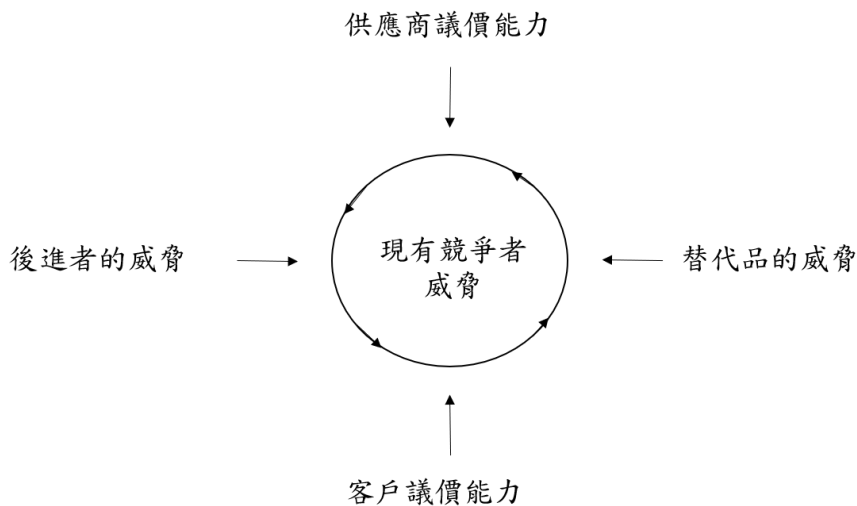 供應商議價能力
後進者的威脅
現有競爭者
威脅
替代品的威脅
客戶議價能力